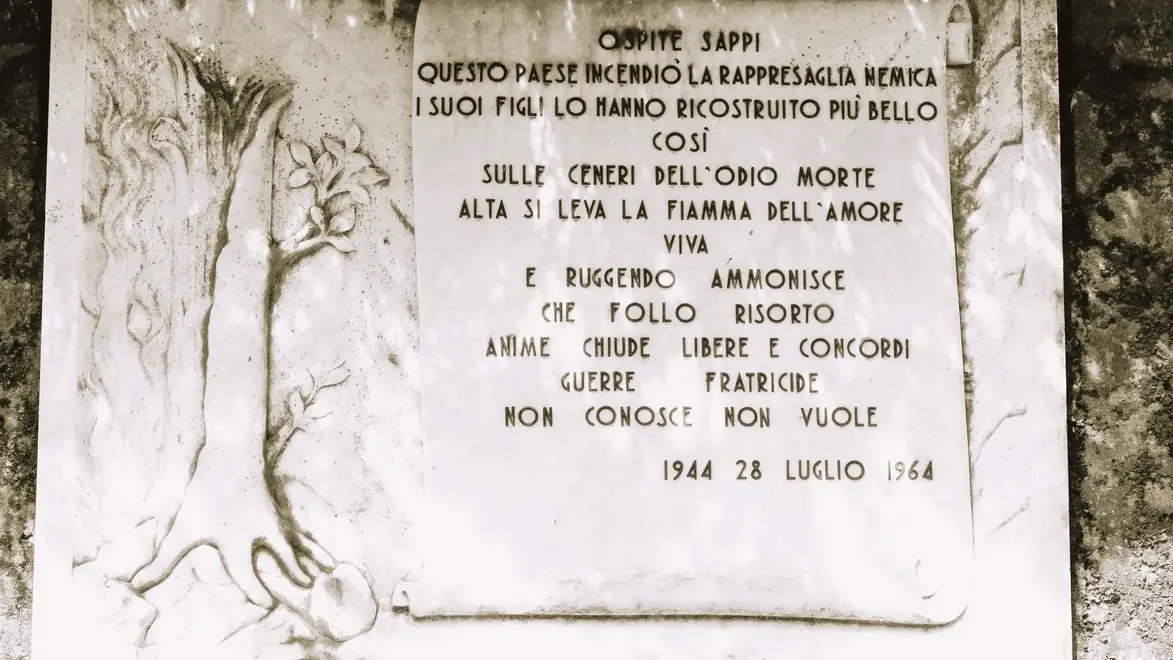 OSPITE SAPPI
QUESTO PAESE INCENDIÒ LA RAPPRESAGLIA NEMICA
I SUOI FIGLI LO HANNO RICOSTRUITO PIÙ BELLO
COSÌ
SULLE CENERI DELL'ODIO MORTE
ALTA SI LEVA LA FIAMMA DELL'AMORE
VIVA
E RUGGENDO AMMONISCE
CHE FOLLO RISORTO
ANIME CHIUDE LIBERE E CONCORDI
GUERRE FRATRICIDE
NON CONOSCE NON VUOLE
1944 28 LUGLIO 1964